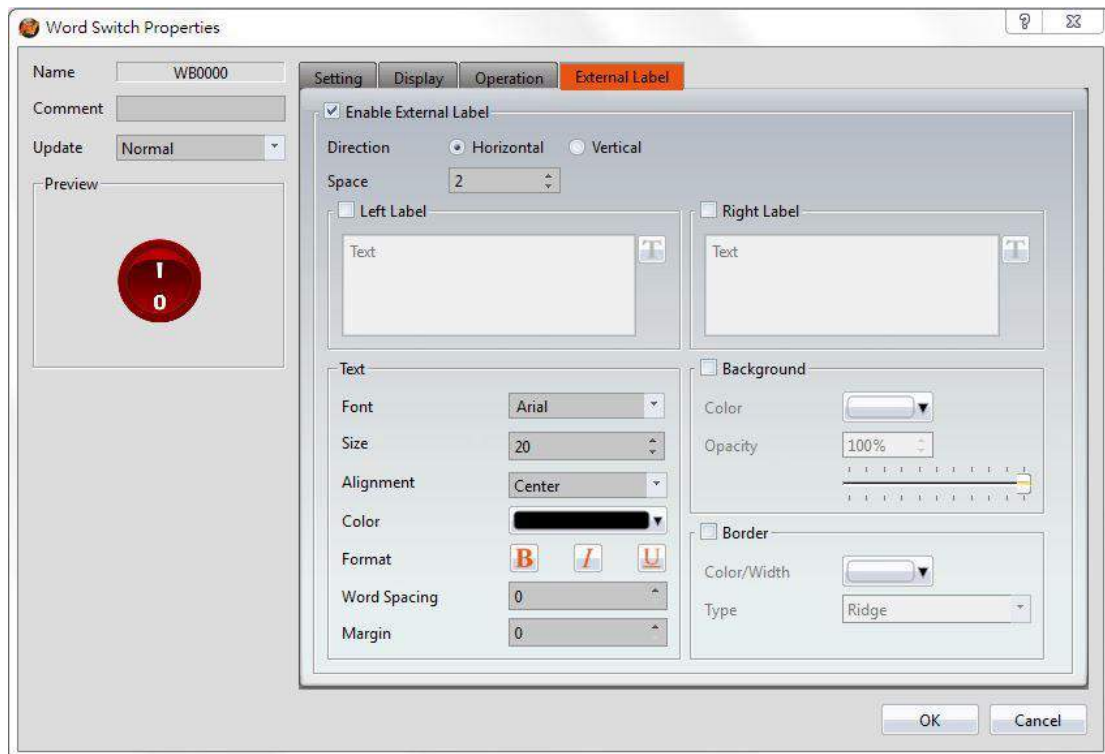 Word Switch Properties
Name WB0000
Comment
Update Normal
Preview
I
0
Setting Display Operation External Label
Enable External Label
Direction Horizontal Vertical
Space 2
Left Label
Text
T
Right Label
Text
T
Text
Font Arial
Size 20
Alignment Center
Color
Format B I U
Word Spacing 0
Margin 0
Background
Color
Opacity 100%
Border
Color/Width
Type Ridge
OK Cancel